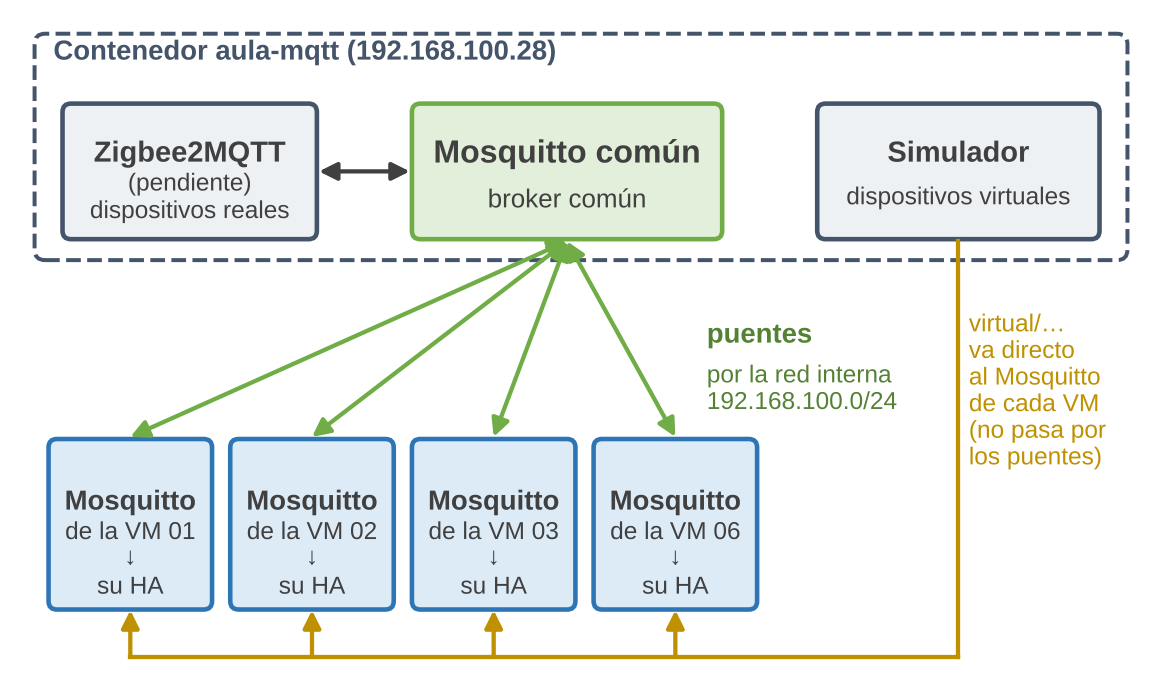 Contenedor aula-mqtt (192.168.100.28)
Zigbee2MQTT
(pendiente)
dispositivos reales
Mosquitto común
broker común
Simulador
dispositivos virtuales
puentes
por la red interna
192.168.100.0/24
virtual/…
va directo
al Mosquitto
de cada VM
(no pasa por
los puentes)
Mosquitto
de la VM 01
↓
su HA
Mosquitto
de la VM 02
↓
su HA
Mosquitto
de la VM 03
↓
su HA
Mosquitto
de la VM 06
↓
su HA